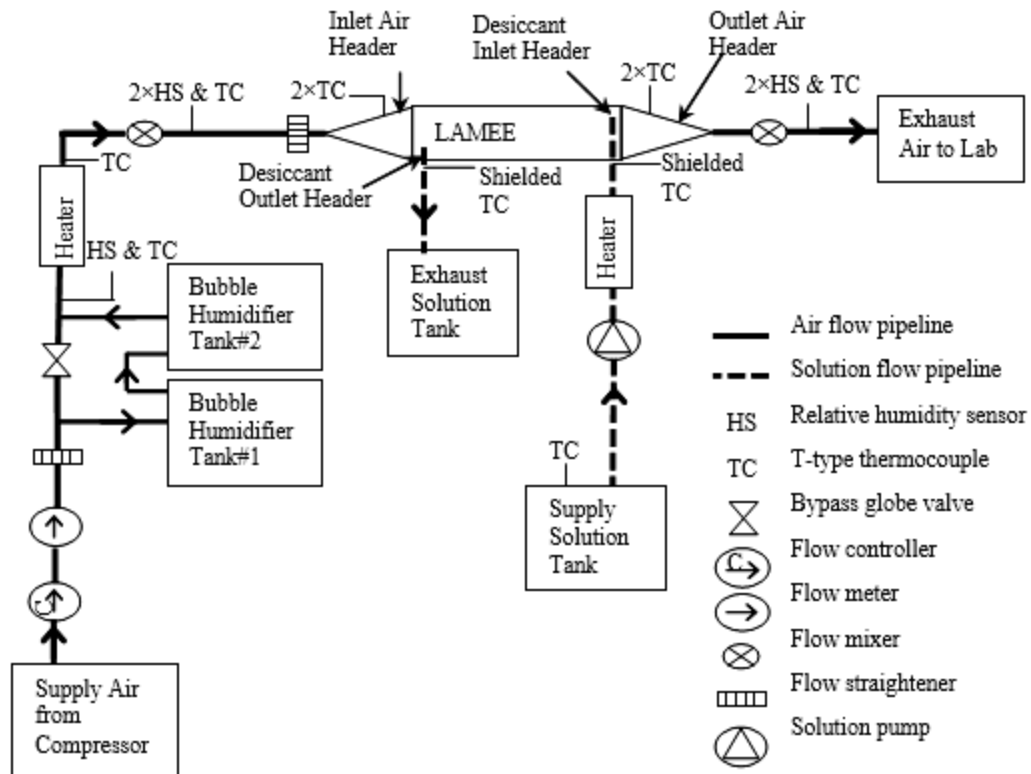 Inlet Air
Header
Desiccant
Inlet Header
Outlet Air
Header
2×HS & TC
2×TC
2×TC
2×HS & TC
LAMEE
Exhaust
Air to Lab
TC
Desiccant
Outlet Header
Shielded
TC
Shielded
TC
Heater
HS & TC
Heater
Bubble
Humidifier
Tank#2
Exhaust
Solution
Tank
Bubble
Humidifier
Tank#1
TC
Supply
Solution
Tank
C
Supply Air
from
Compressor
Air flow pipeline
Solution flow pipeline
HS Relative humidity sensor
TC T-type thermocouple
Bypass globe valve
C Flow controller
Flow meter
Flow mixer
Flow straightener
Solution pump